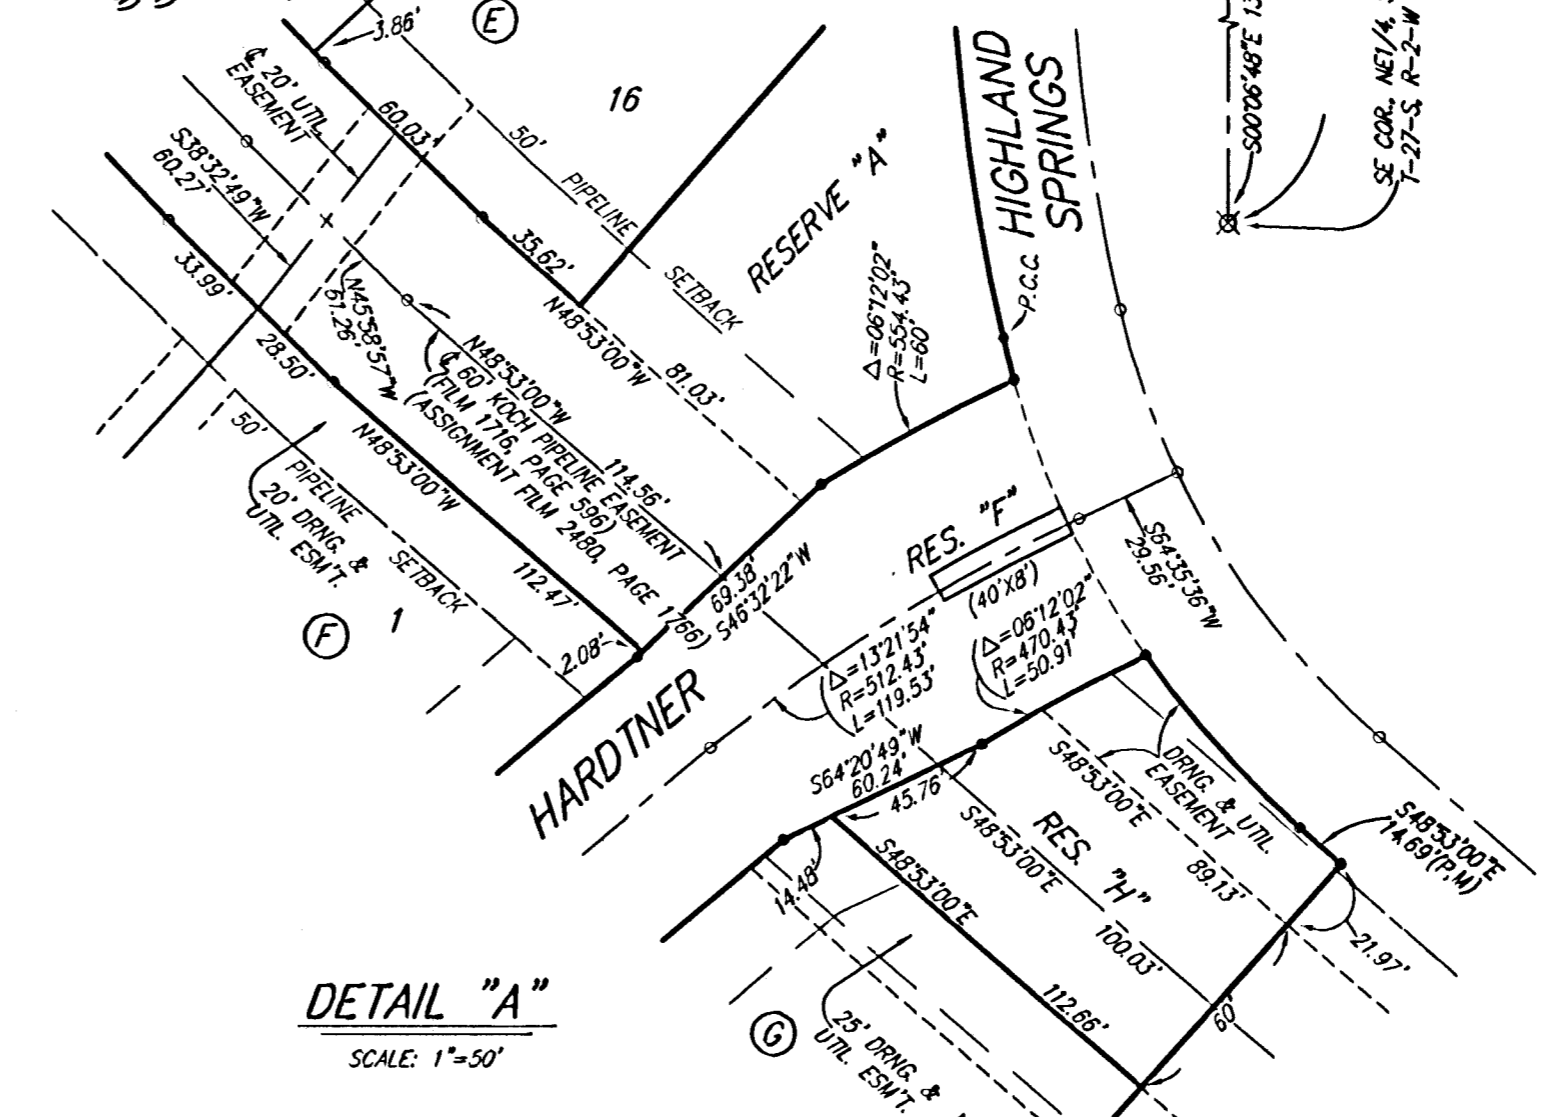 E
3.86'
16
℄ 20' UTIL.
EASEMENT
60.03'
50'
PIPELINE
SETBACK
S38°32'49"W
60.27'
33.99'
35.62'
RESERVE "A"
HIGHLAND
SPRINGS
P.C.C.
S00°06'48"E 13
SE COR., NE1/4,
T-27-S, R-2-W
Δ=06°12'02"
R=554.43'
L=60'
N48°53'00"W
81.03'
N45°58'57"W
61.26'
28.50'
N48°53'00"W
℄ 60' KOCH PIPELINE EASEMENT
(FILM 1716, PAGE 596)
(ASSIGNMENT FILM 2480, PAGE 1766)
114.56'
50'
PIPELINE
SETBACK
N48°53'00"W
112.47'
20' DRNG. &
UTIL. ESM'T.
F
1
2.08'
69.38'
S46°32'22"W
RES. "F"
(40'X8')
S64°35'36"W
29.56'
Δ=13°21'54"
R=512.43'
L=119.53'
Δ=06°12'02"
R=470.43'
L=50.91'
HARDTNER
S64°20'49"W
60.24'
45.76'
14.48'
S48°53'00"E
112.66'
S48°53'00"E
100.03'
RES. "H"
S48°53'00"E
89.13'
DRNG. & UTIL.
EASEMENT
S48°53'00"E
14.69'(P.M)
21.97'
60'
G
25' DRNG. &
UTIL. ESM'T.
DETAIL "A"
SCALE: 1"=50'